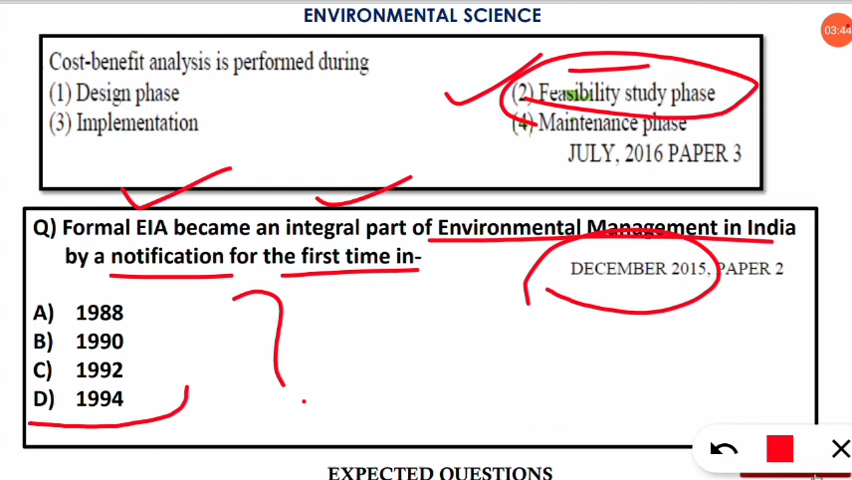 03:44
ENVIRONMENTAL SCIENCE
Cost-benefit analysis is performed during
(1) Design phase
(2) Feasibility study phase
(3) Implementation
(4) Maintenance phase
JULY, 2016 PAPER 3
Q) Formal EIA became an integral part of Environmental Management in India
by a notification for the first time in-
DECEMBER 2015, PAPER 2
A) 1988
B) 1990
C) 1992
D) 1994
?
EXPECTED QUESTIONS